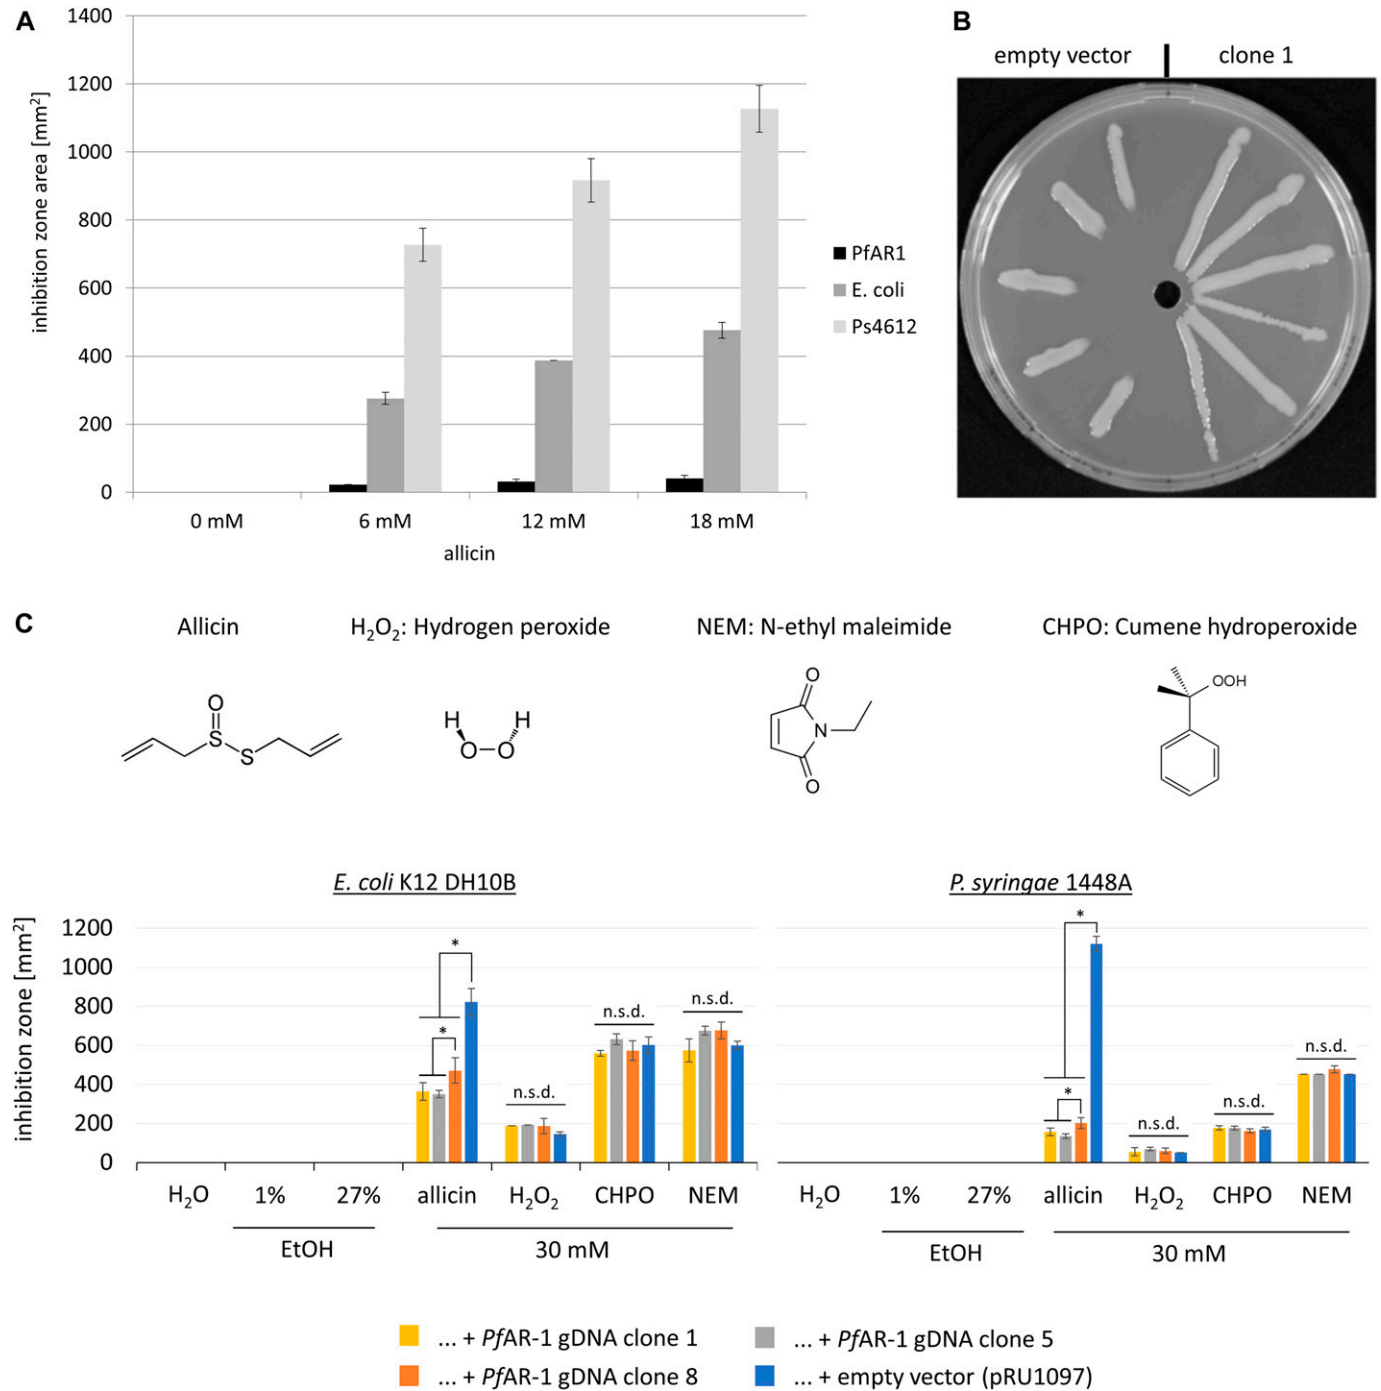 A
1400
1200
1000
800
600
400
200
0
inhibition zone area [mm²]
0 mM 6 mM 12 mM 18 mM
allicin
PfAR1
E. coli
Ps4612
B
empty vector clone 1
C
Allicin H₂O₂: Hydrogen peroxide NEM: N-ethyl maleimide CHPO: Cumene hydroperoxide
O
S
S
H H
O O
O
N
O
OOH
E. coli K12 DH10B P. syringae 1448A
inhibition zone [mm²]
1200
1000
800
600
400
200
0
* * n.s.d. n.s.d. n.s.d.
* * n.s.d. n.s.d. n.s.d.
H₂O 1% 27% allicin H₂O₂ CHPO NEM
EtOH 30 mM
H₂O 1% 27% allicin H₂O₂ CHPO NEM
EtOH 30 mM
... + PfAR-1 gDNA clone 1 ... + PfAR-1 gDNA clone 5
... + PfAR-1 gDNA clone 8 ... + empty vector (pRU1097)